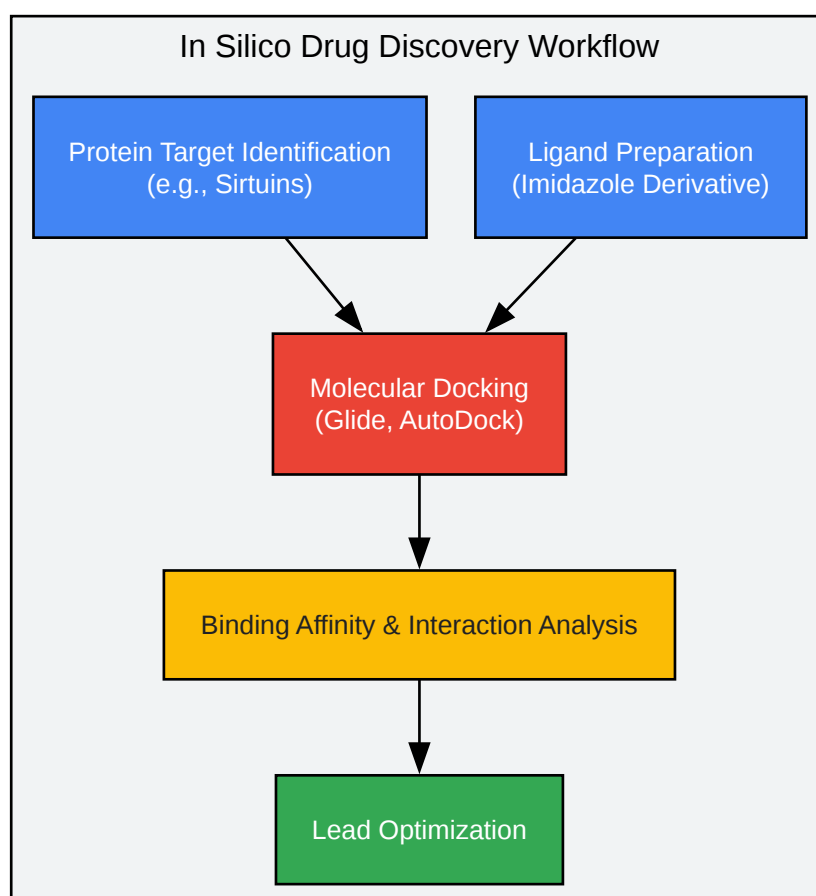 In Silico Drug Discovery Workflow
Protein Target Identification
(e.g., Sirtuins)
Ligand Preparation
(Imidazole Derivative)
Molecular Docking
(Glide, AutoDock)
Binding Affinity & Interaction Analysis
Lead Optimization